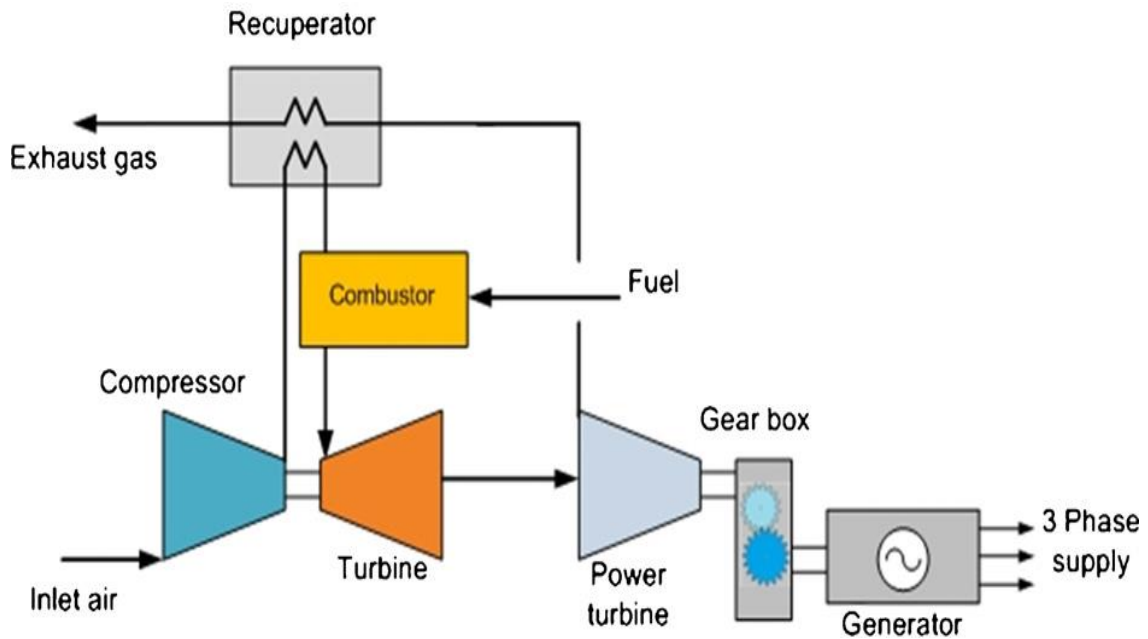 Recuperator
Exhaust gas
Combustor
Fuel
Compressor
Gear box
Turbine
Inlet air
Power
turbine
3 Phase
supply
Generator